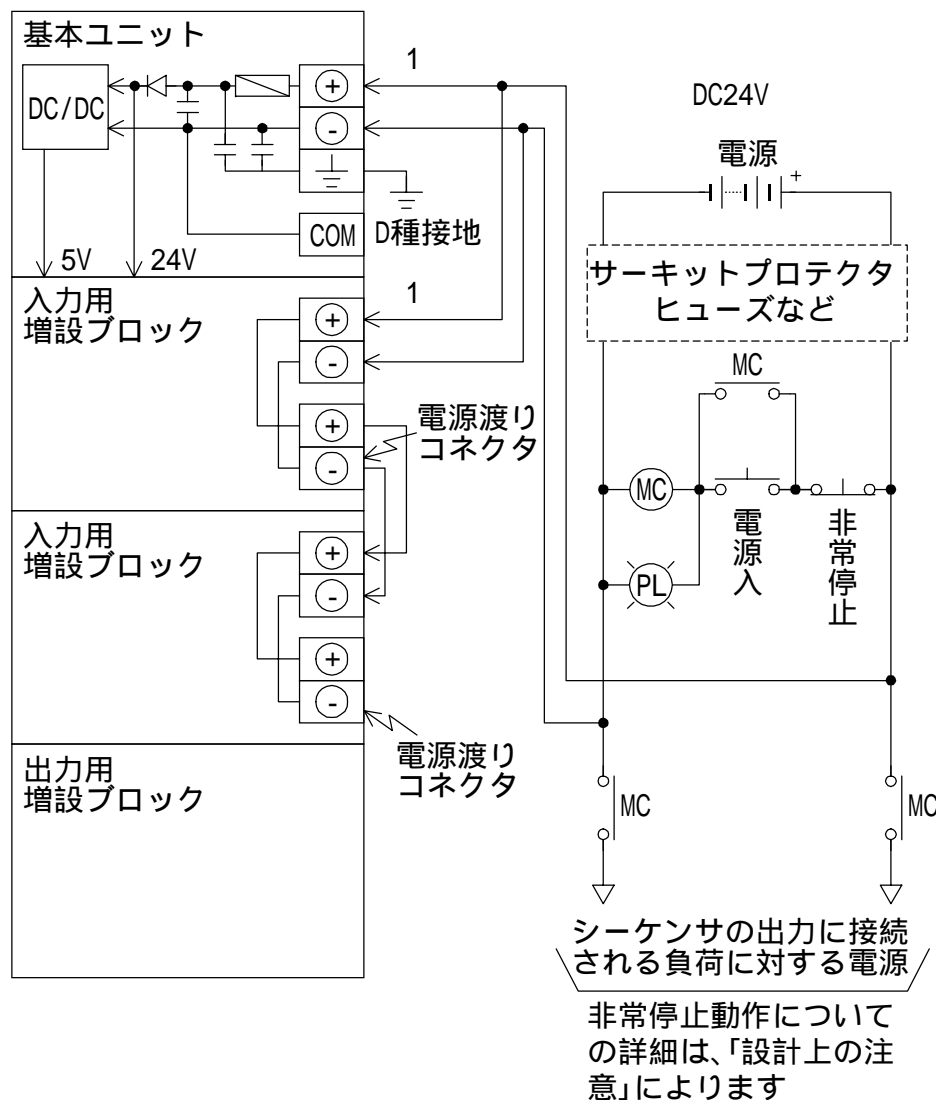 基本ユニット
DC/DC
+
-
COM
D種接地
5V
24V
1
入力用
増設ブロック
+
-
1
+
-
電源渡り
コネクタ
入力用
増設ブロック
+
-
+
-
電源渡り
コネクタ
出力用
増設ブロック
DC24V
電源
+
サーキットプロテクタ
ヒューズなど
MC
MC
電源入
非常停止
PL
MC
MC
シーケンサの出力に接続
される負荷に対する電源
非常停止動作について
の詳細は、「設計上の注
意」によります